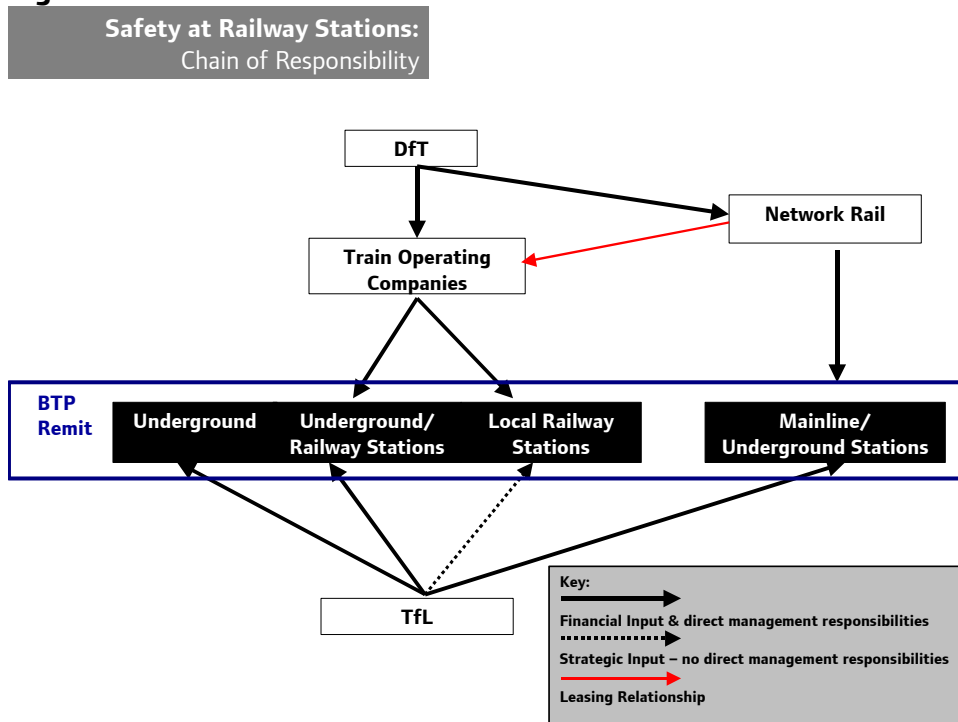 Safety at Railway Stations:
Chain of Responsibility
DfT
Network Rail
Train Operating
Companies
BTP
Remit
Underground
Underground/
Railway Stations
Local Railway
Stations
Mainline/
Underground Stations
TfL
Key:
Financial Input & direct management responsibilities
Strategic Input – no direct management responsibilities
Leasing Relationship